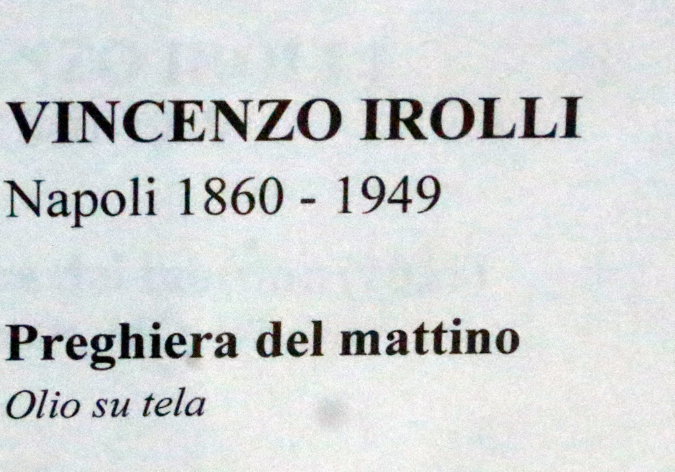 VINCENZO IROLLI
Napoli 1860 - 1949
Preghiera del mattino
Olio su tela